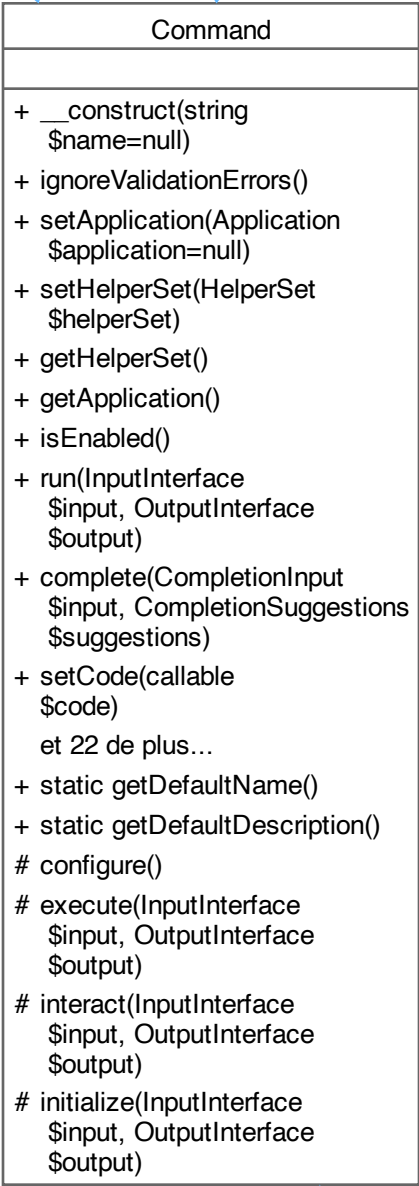 Command
+ __construct(string
$name=null)
+ ignoreValidationErrors()
+ setApplication(Application
$application=null)
+ setHelperSet(HelperSet
$helperSet)
+ getHelperSet()
+ getApplication()
+ isEnabled()
+ run(InputInterface
$input, OutputInterface
$output)
+ complete(CompletionInput
$input, CompletionSuggestions
$suggestions)
+ setCode(callable
$code)
et 22 de plus...
+ static getDefaultName()
+ static getDefaultDescription()
# configure()
# execute(InputInterface
$input, OutputInterface
$output)
# interact(InputInterface
$input, OutputInterface
$output)
# initialize(InputInterface
$input, OutputInterface
$output)